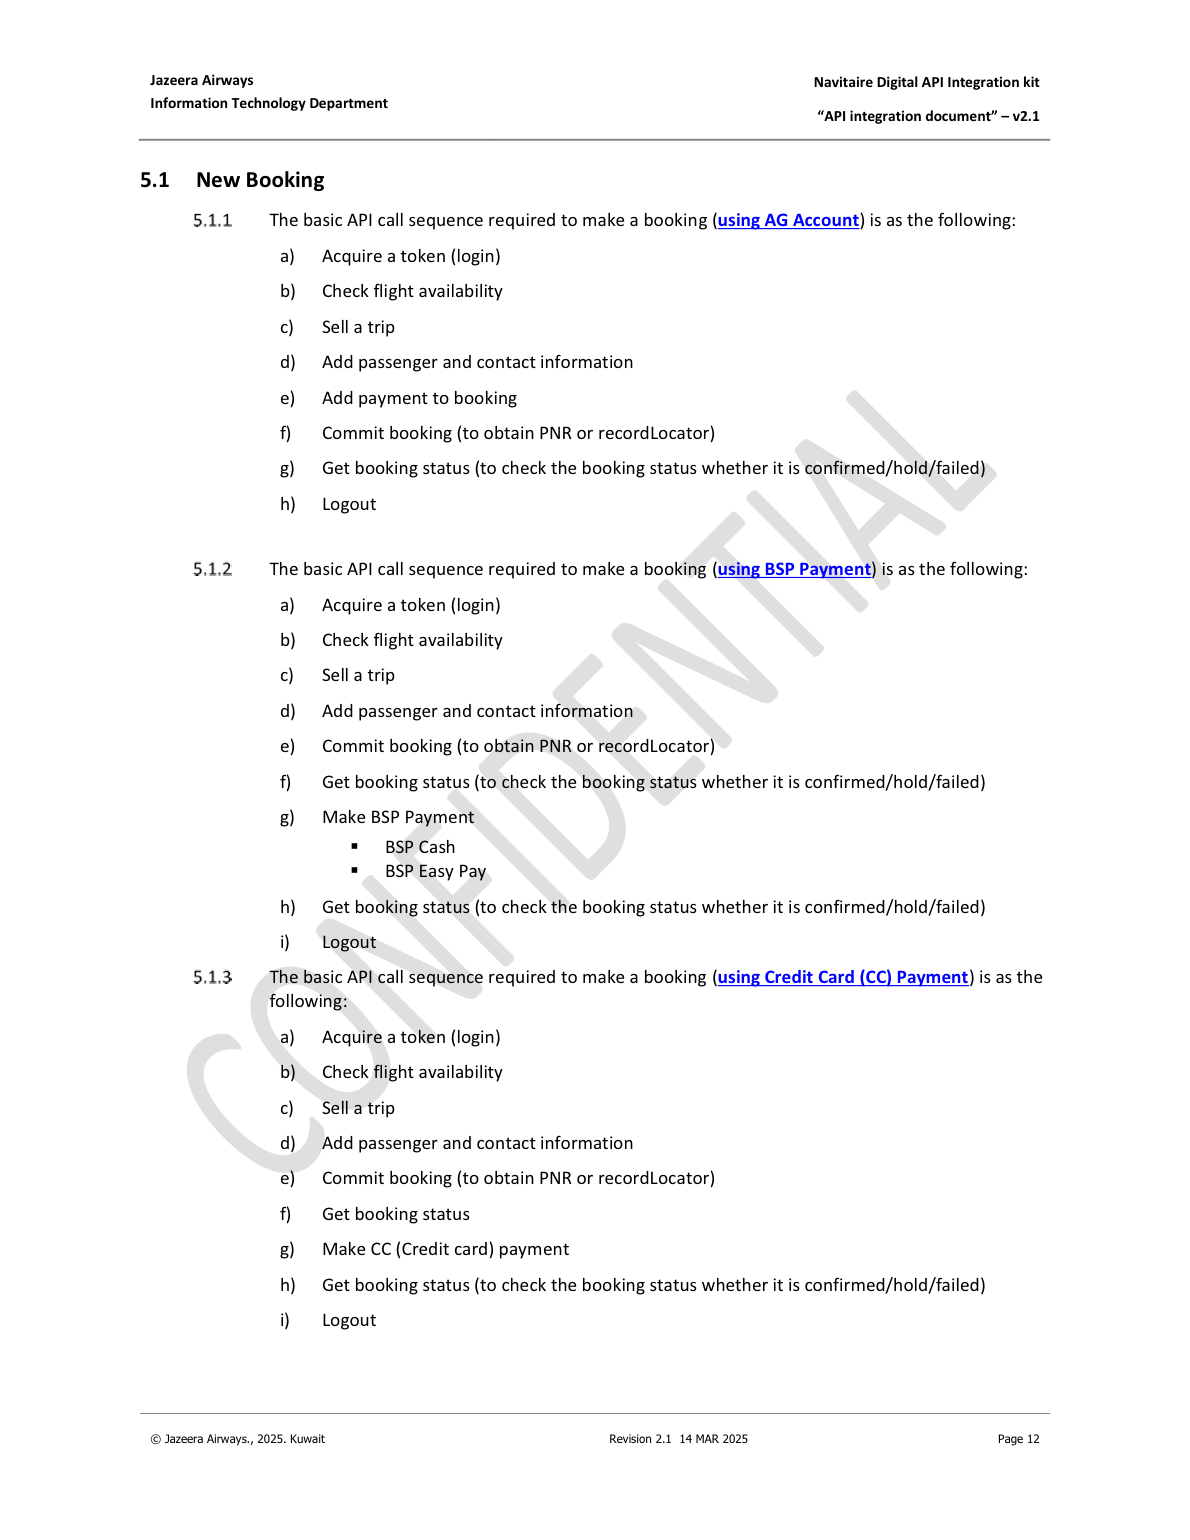 Jazeera Airways
Information Technology Department
Navitaire Digital API Integration kit
“API integration document” – v2.1
5.1 New Booking
5.1.1 The basic API call sequence required to make a booking (using AG Account) is as the following:
a) Acquire a token (login)
b) Check flight availability
c) Sell a trip
d) Add passenger and contact information
e) Add payment to booking
f) Commit booking (to obtain PNR or recordLocator)
g) Get booking status (to check the booking status whether it is confirmed/hold/failed)
h) Logout
5.1.2 The basic API call sequence required to make a booking (using BSP Payment) is as the following:
a) Acquire a token (login)
b) Check flight availability
c) Sell a trip
d) Add passenger and contact information
e) Commit booking (to obtain PNR or recordLocator)
f) Get booking status (to check the booking status whether it is confirmed/hold/failed)
g) Make BSP Payment
▪ BSP Cash
▪ BSP Easy Pay
h) Get booking status (to check the booking status whether it is confirmed/hold/failed)
i) Logout
5.1.3 The basic API call sequence required to make a booking (using Credit Card (CC) Payment) is as the
following:
a) Acquire a token (login)
b) Check flight availability
c) Sell a trip
d) Add passenger and contact information
e) Commit booking (to obtain PNR or recordLocator)
f) Get booking status
g) Make CC (Credit card) payment
h) Get booking status (to check the booking status whether it is confirmed/hold/failed)
i) Logout
CONFIDENTIAL
© Jazeera Airways., 2025. Kuwait Revision 2.1 14 MAR 2025 Page 12